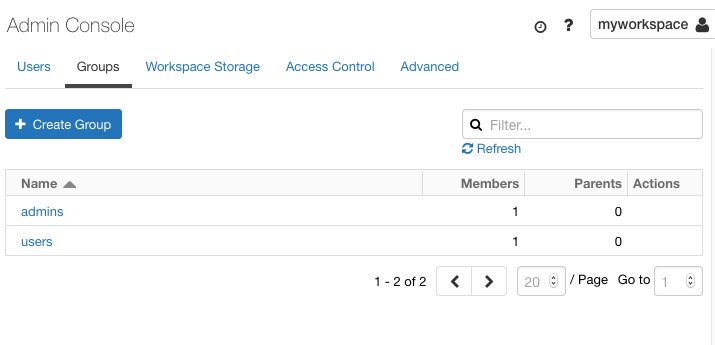 Admin Console
? myworkspace
Users Groups Workspace Storage Access Control Advanced
+ Create Group
Filter...
Refresh
Name Members Parents Actions
admins 1 0
users 1 0
1 - 2 of 2 20 / Page Go to 1